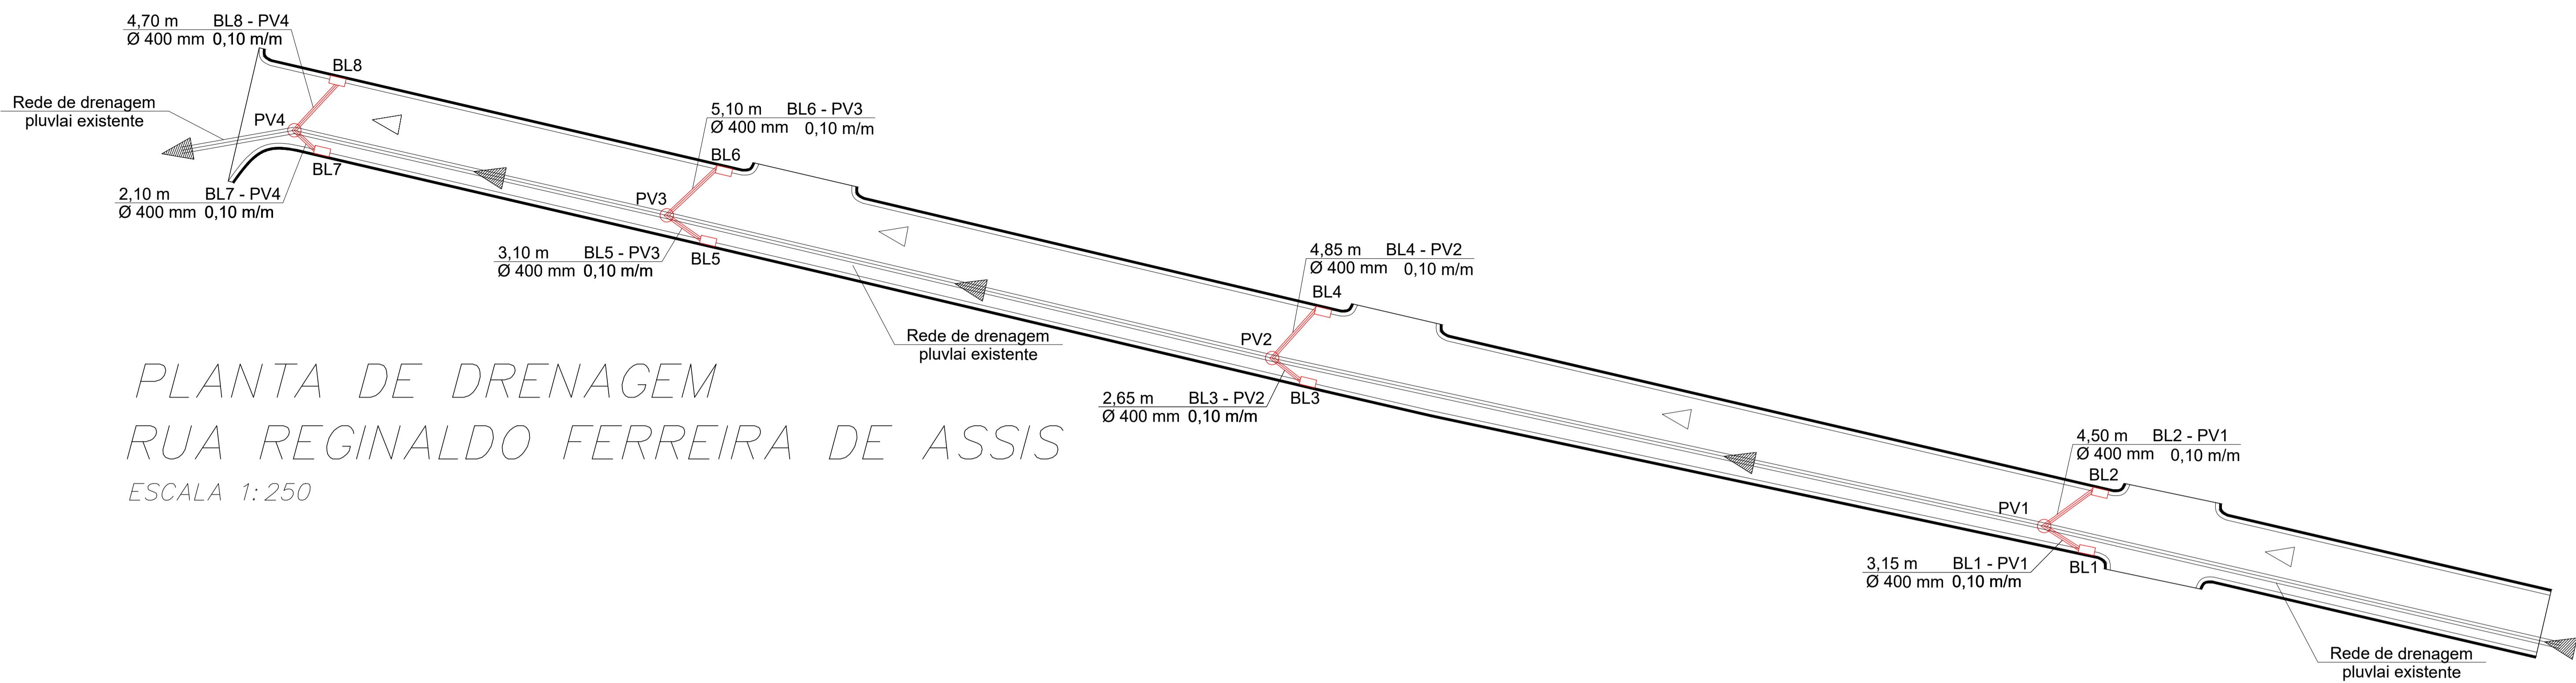 4,70 m BL8 - PV4
Ø 400 mm 0,10 m/m
BL8
Rede de drenagem
pluvlai existente
PV4
BL7
2,10 m BL7 - PV4
Ø 400 mm 0,10 m/m
5,10 m BL6 - PV3
Ø 400 mm 0,10 m/m
BL6
PV3
3,10 m BL5 - PV3
Ø 400 mm 0,10 m/m
BL5
4,85 m BL4 - PV2
Ø 400 mm 0,10 m/m
BL4
Rede de drenagem
pluvlai existente
PV2
2,65 m BL3 - PV2
Ø 400 mm 0,10 m/m
BL3
PLANTA DE DRENAGEM
RUA REGINALDO FERREIRA DE ASSIS
ESCALA 1:250
4,50 m BL2 - PV1
Ø 400 mm 0,10 m/m
BL2
PV1
3,15 m BL1 - PV1
Ø 400 mm 0,10 m/m
BL1
Rede de drenagem
pluvlai existente